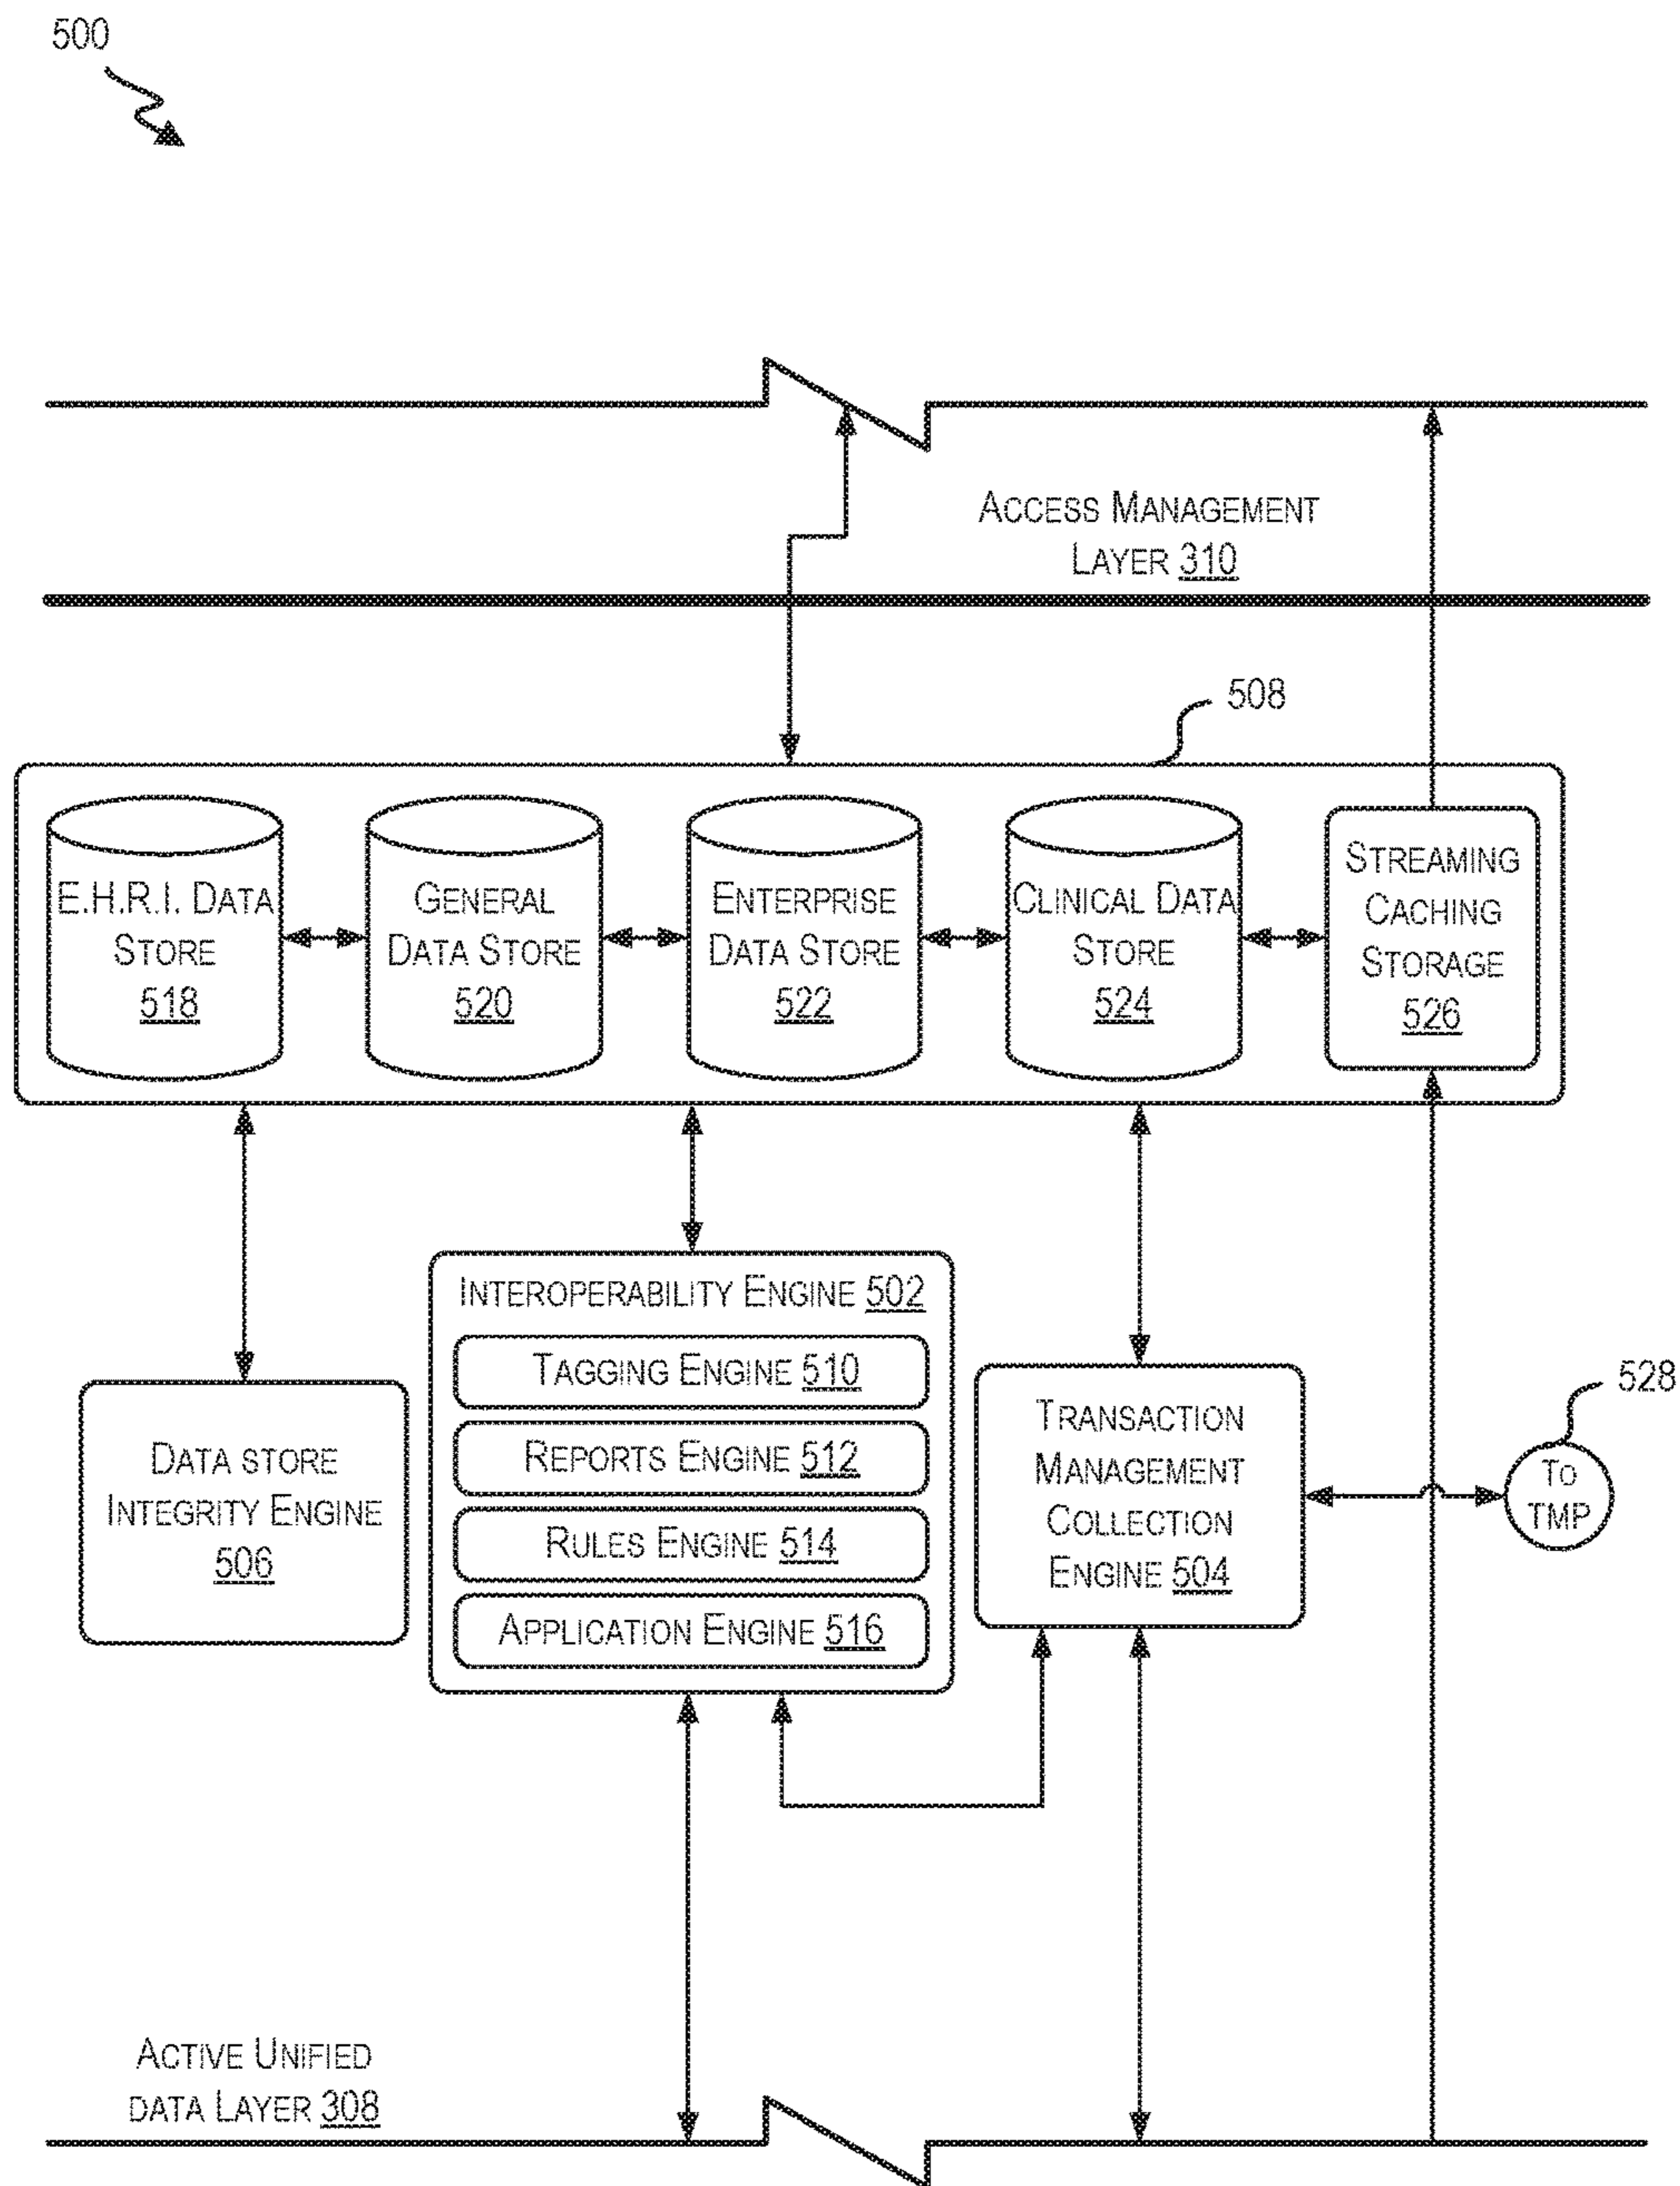 500
ACCESS MANAGEMENT
LAYER 310
508
E.H.R.I. DATA
STORE
518
GENERAL
DATA STORE
520
ENTERPRISE
DATA STORE
522
CLINICAL DATA
STORE
524
STREAMING
CACHING
STORAGE
526
INTEROPERABILITY ENGINE 502
TAGGING ENGINE 510
REPORTS ENGINE 512
RULES ENGINE 514
APPLICATION ENGINE 516
DATA STORE
INTEGRITY ENGINE
506
TRANSACTION
MANAGEMENT
COLLECTION
ENGINE 504
528
TO
TMP
ACTIVE UNIFIED
DATA LAYER 308